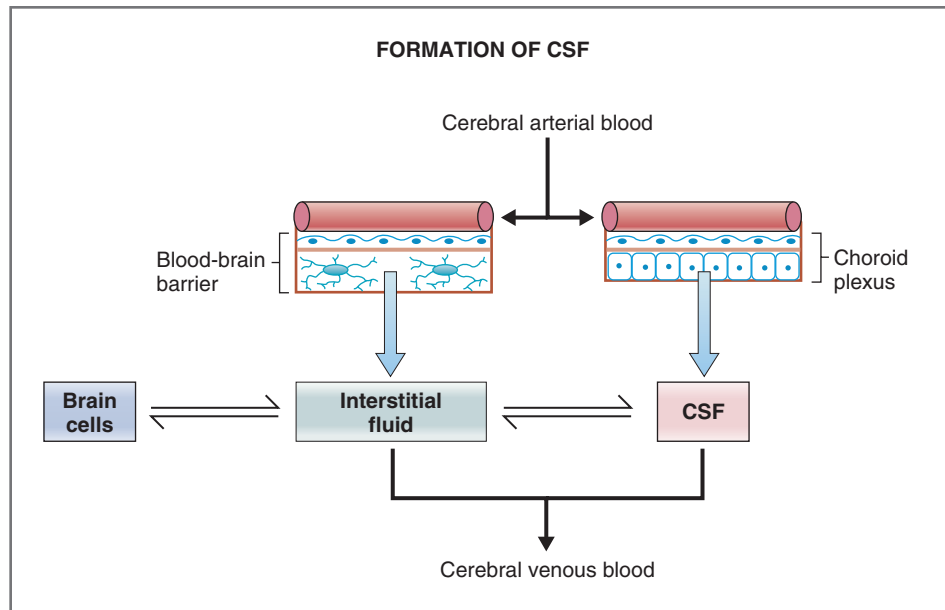 FORMATION OF CSF
Cerebral arterial blood
Blood-brain
barrier
Choroid
plexus
Brain
cells
Interstitial
fluid
CSF
Cerebral venous blood